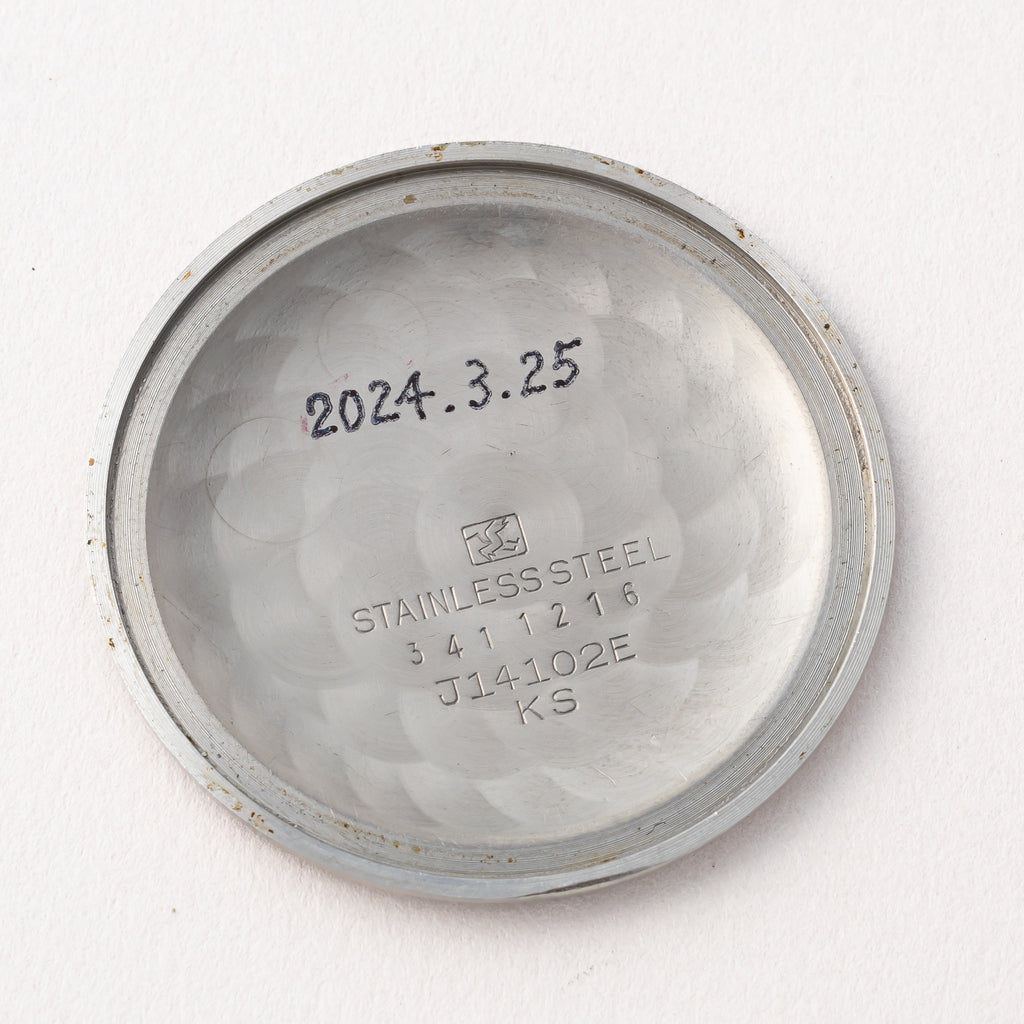 2024.3.25
STAINLESS STEEL
3411216
J14102E
KS